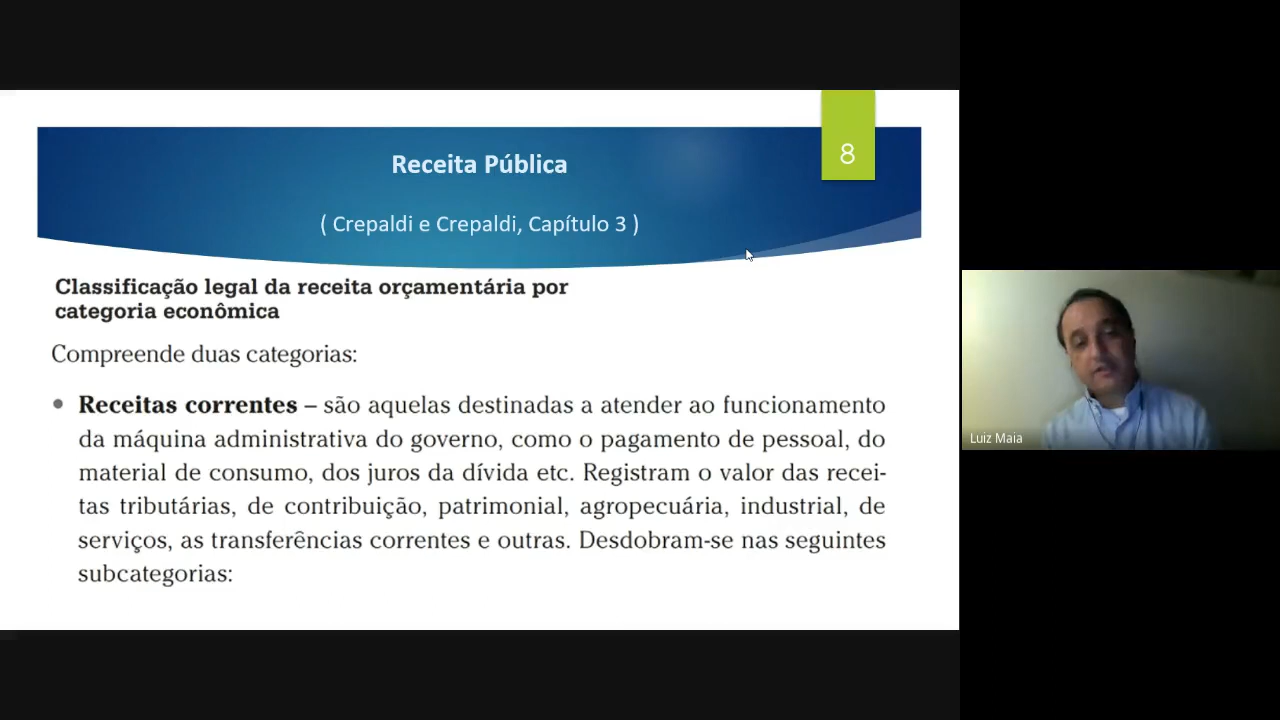 Receita Pública
8
( Crepaldi e Crepaldi, Capítulo 3 )
Classificação legal da receita orçamentária por
categoria econômica
Compreende duas categorias:
• Receitas correntes – são aquelas destinadas a atender ao funcionamento
da máquina administrativa do governo, como o pagamento de pessoal, do
material de consumo, dos juros da dívida etc. Registram o valor das recei-
tas tributárias, de contribuição, patrimonial, agropecuária, industrial, de
serviços, as transferências correntes e outras. Desdobram-se nas seguintes
subcategorias:
Luiz Maia